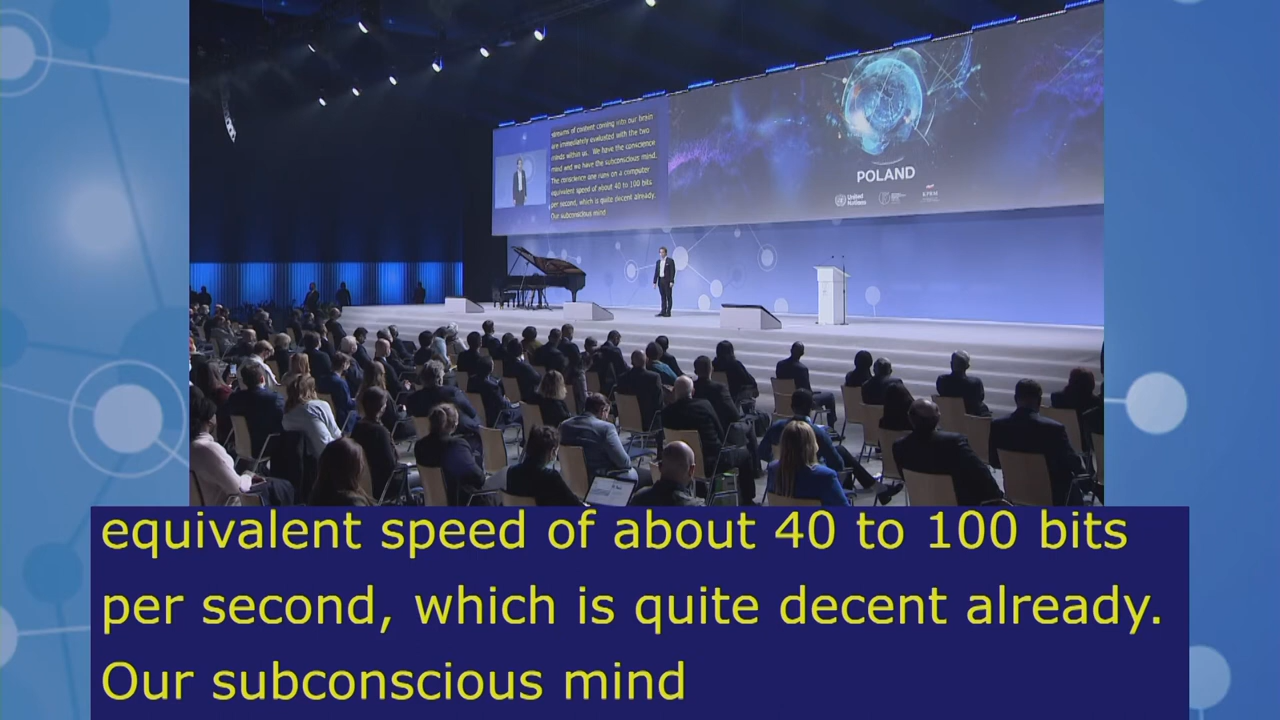 streams of content coming into our brain
are immediately evaluated with the two
minds within us. We have the conscience
mind and we have the subconscious mind.
The conscience one runs on a computer
equivalent speed of about 40 to 100 bits
per second, which is quite decent already.
Our subconscious mind
POLAND
United
Nations
KPRM
equivalent speed of about 40 to 100 bits
per second, which is quite decent already.
Our subconscious mind